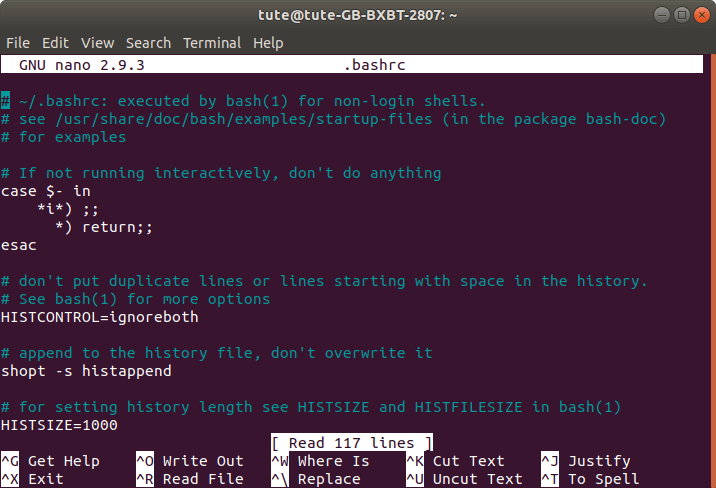 tute@tute-GB-BXBT-2807: ~
File Edit View Search Terminal Help
GNU nano 2.9.3 .bashrc
# ~/.bashrc: executed by bash(1) for non-login shells.
# see /usr/share/doc/bash/examples/startup-files (in the package bash-doc)
# for examples
# If not running interactively, don't do anything
case $- in
    *i*) ;;
      *) return;;
esac
# don't put duplicate lines or lines starting with space in the history.
# See bash(1) for more options
HISTCONTROL=ignoreboth
# append to the history file, don't overwrite it
shopt -s histappend
# for setting history length see HISTSIZE and HISTFILESIZE in bash(1)
HISTSIZE=1000
[ Read 117 lines ]
^G Get Help ^O Write Out ^W Where Is ^K Cut Text ^J Justify
^X Exit ^R Read File ^\ Replace ^U Uncut Text ^T To Spell